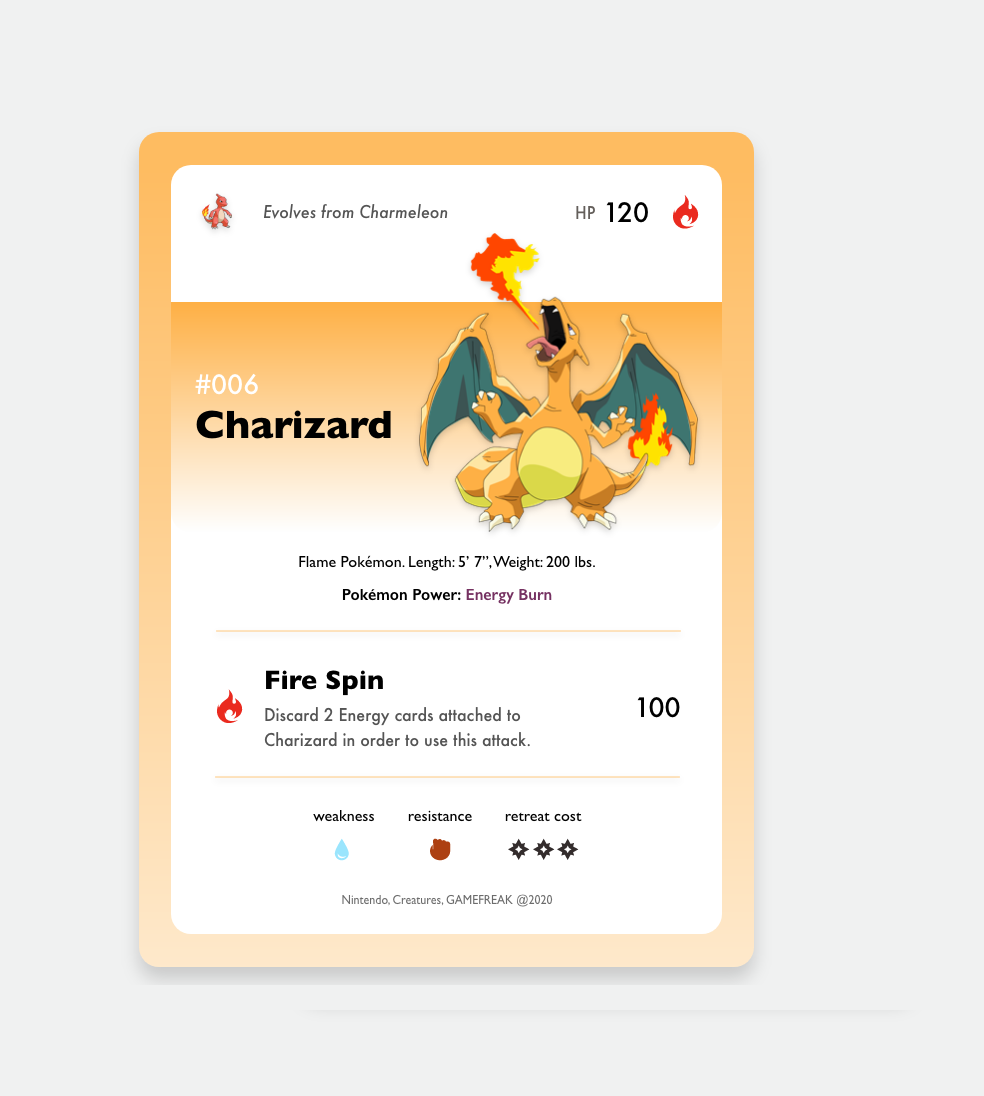 Evolves from Charmeleon
HP 120
#006
Charizard
Flame Pokémon. Length: 5’ 7”, Weight: 200 lbs.
Pokémon Power: Energy Burn
Fire Spin
Discard 2 Energy cards attached to
Charizard in order to use this attack.
100
weakness resistance retreat cost
Nintendo, Creatures, GAMEFREAK @2020